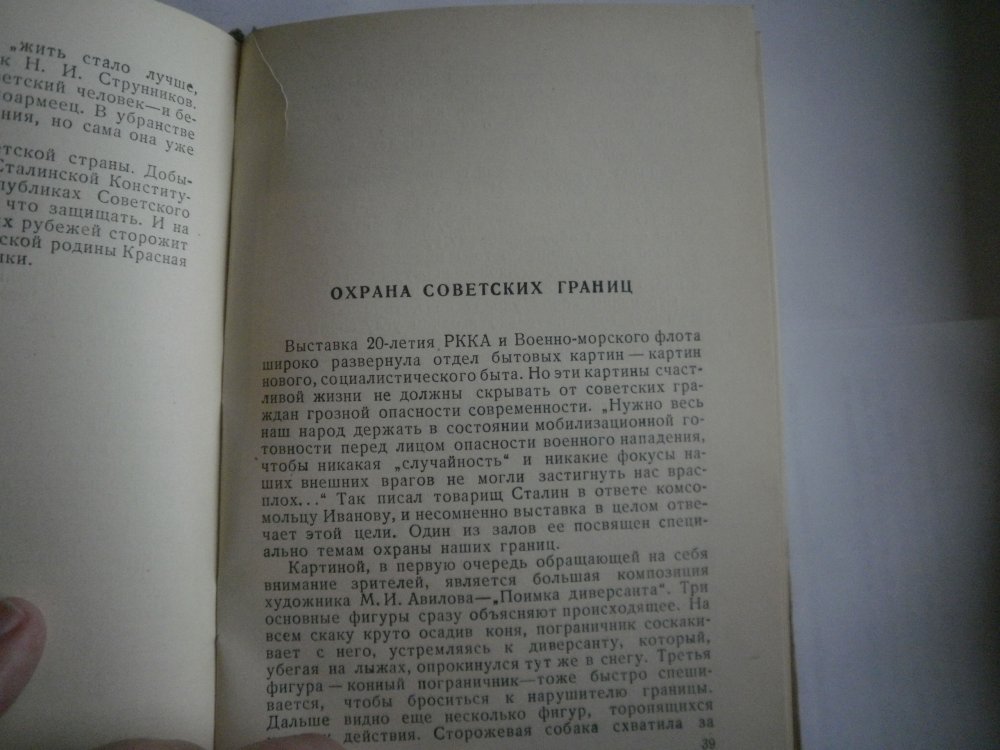 „жить стало лучше,
к Н. И. Струнников.
ветский человек—и бе-
ноармеец. В убранстве
ния, но сама она уже
етской страны. Добы-
Сталинской Конститу-
публиках Советского
что защищать. И на
х рубежей сторожит
ской родины Красная
ики.
ОХРАНА СОВЕТСКИХ ГРАНИЦ
Выставка 20-летия РККА и Военно-морского флота
широко развернула отдел бытовых картин — картин
нового, социалистического быта. Но эти картины счаст-
ливой жизни не должны скрывать от советских гра-
ждан грозной опасности современности. „Нужно весь
наш народ держать в состоянии мобилизационной го-
товности перед лицом опасности военного нападения,
чтобы никакая „случайность“ и никакие фокусы на-
ших внешних врагов не могли застигнуть нас врас-
плох...“ Так писал товарищ Сталин в ответе комсо-
мольцу Иванову, и несомненно выставка в целом отве-
чает этой цели. Один из залов ее посвящен специ-
ально темам охраны наших границ.
Картиной, в первую очередь обращающей на себя
внимание зрителей, является большая композиция
художника М. И. Авилова—„Поимка диверсанта“. Три
основные фигуры сразу объясняют происходящее. На
всем скаку круто осадив коня, пограничник соскаки-
вает с него, устремляясь к диверсанту, который,
убегая на лыжах, опрокинулся тут же в снегу. Третья
фигура — конный пограничник—тоже быстро спеши-
вается, чтобы броситься к нарушителю границы.
Дальше видно еще несколько фигур, торопящихся
действия. Сторожевая собака схватила за
39